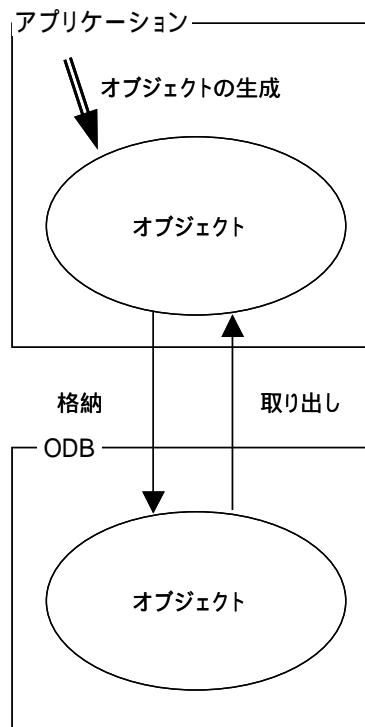 アプリケーション
オブジェクトの生成
オブジェクト
格納
取り出し
ODB
オブジェクト